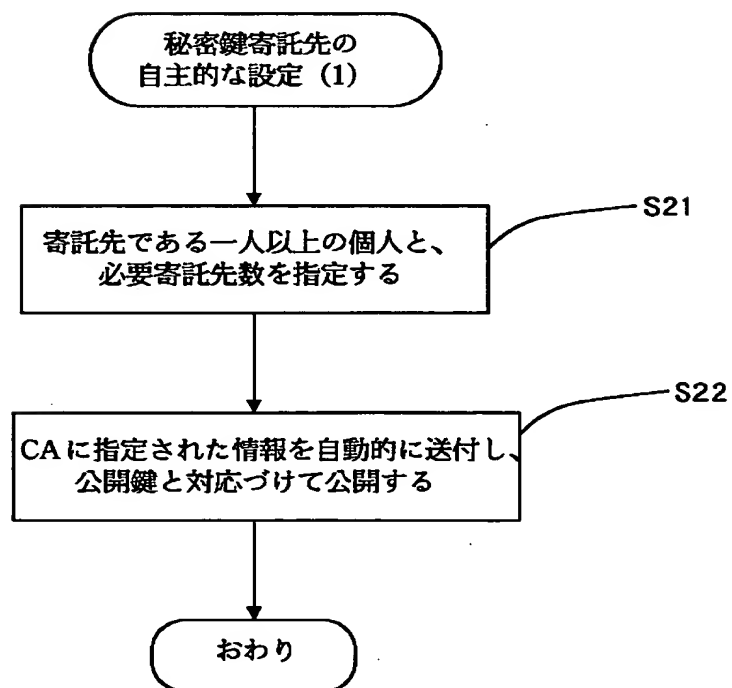 秘密鍵寄託先の
自主的な設定（1）
S21
寄託先である一人以上の個人と、
必要寄託先数を指定する
S22
CAに指定された情報を自動的に送付し、
公開鍵と対応づけて公開する
おわり